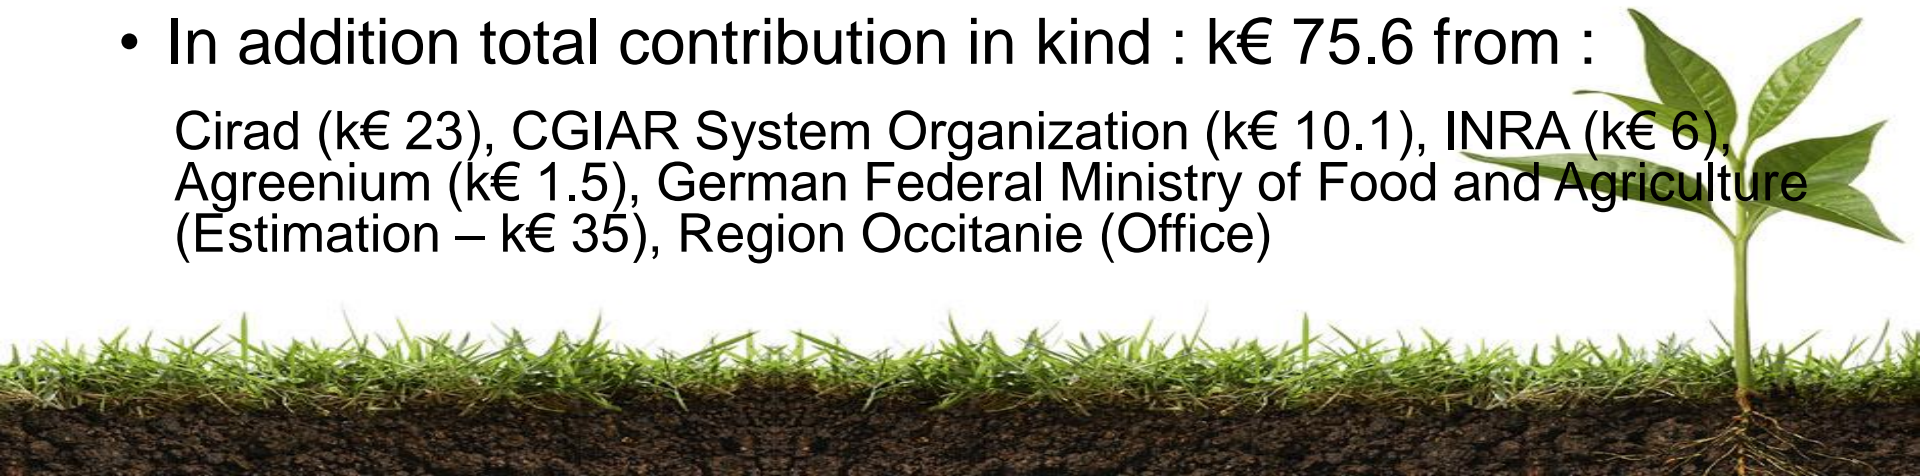 • In addition total contribution in kind : k€ 75.6 from :
Cirad (k€ 23), CGIAR System Organization (k€ 10.1), INRA (k€ 6),
Agreenium (k€ 1.5), German Federal Ministry of Food and Agriculture
(Estimation – k€ 35), Region Occitanie (Office)